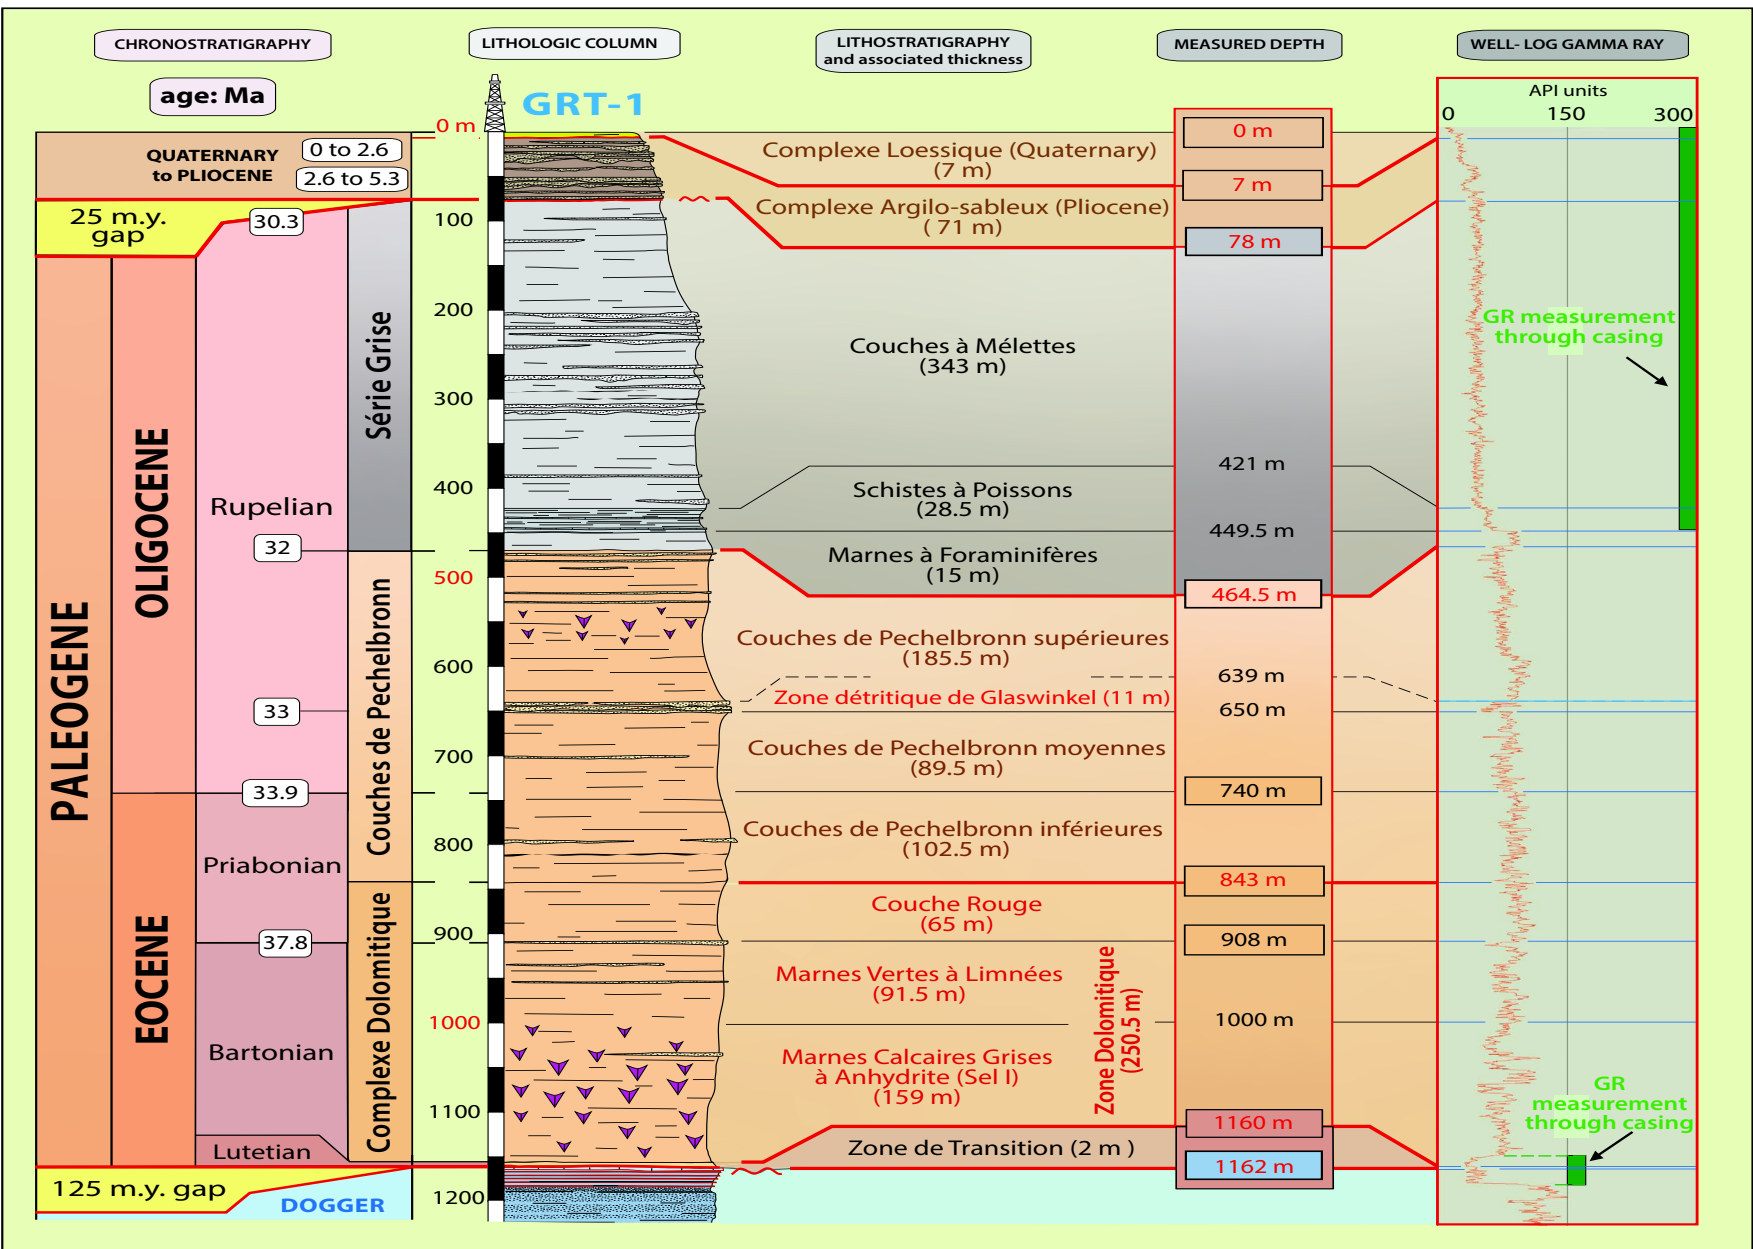 CHRONOSTRATIGRAPHY
LITHOLOGIC COLUMN
LITHOSTRATIGRAPHY
and associated thickness
MEASURED DEPTH
WELL- LOG GAMMA RAY
age: Ma
GRT-1
QUATERNARY
to PLIOCENE
0 to 2.6
2.6 to 5.3
25 m.y.
gap
30.3
PALEOGENE
OLIGOCENE
EOCENE
Rupelian
32
33
33.9
Priabonian
37.8
Bartonian
Lutetian
Série Grise
Couches de Pechelbronn
Complexe Dolomitique
125 m.y. gap
DOGGER
0 m
100
200
300
400
500
600
700
800
900
1000
1100
1200
Complexe Loessique (Quaternary)
(7 m)
Complexe Argilo-sableux (Pliocene)
( 71 m)
Couches à Mélettes
(343 m)
Schistes à Poissons
(28.5 m)
Marnes à Foraminifères
(15 m)
Couches de Pechelbronn supérieures
(185.5 m)
Zone détritique de Glaswinkel (11 m)
Couches de Pechelbronn moyennes
(89.5 m)
Couches de Pechelbronn inférieures
(102.5 m)
Couche Rouge
(65 m)
Marnes Vertes à Limnées
(91.5 m)
Marnes Calcaires Grises
à Anhydrite (Sel I)
(159 m)
Zone Dolomitique
(250.5 m)
Zone de Transition (2 m )
0 m
7 m
78 m
421 m
449.5 m
464.5 m
639 m
650 m
740 m
843 m
908 m
1000 m
1160 m
1162 m
API units
0
150
300
GR measurement
through casing
GR
measurement
through casing